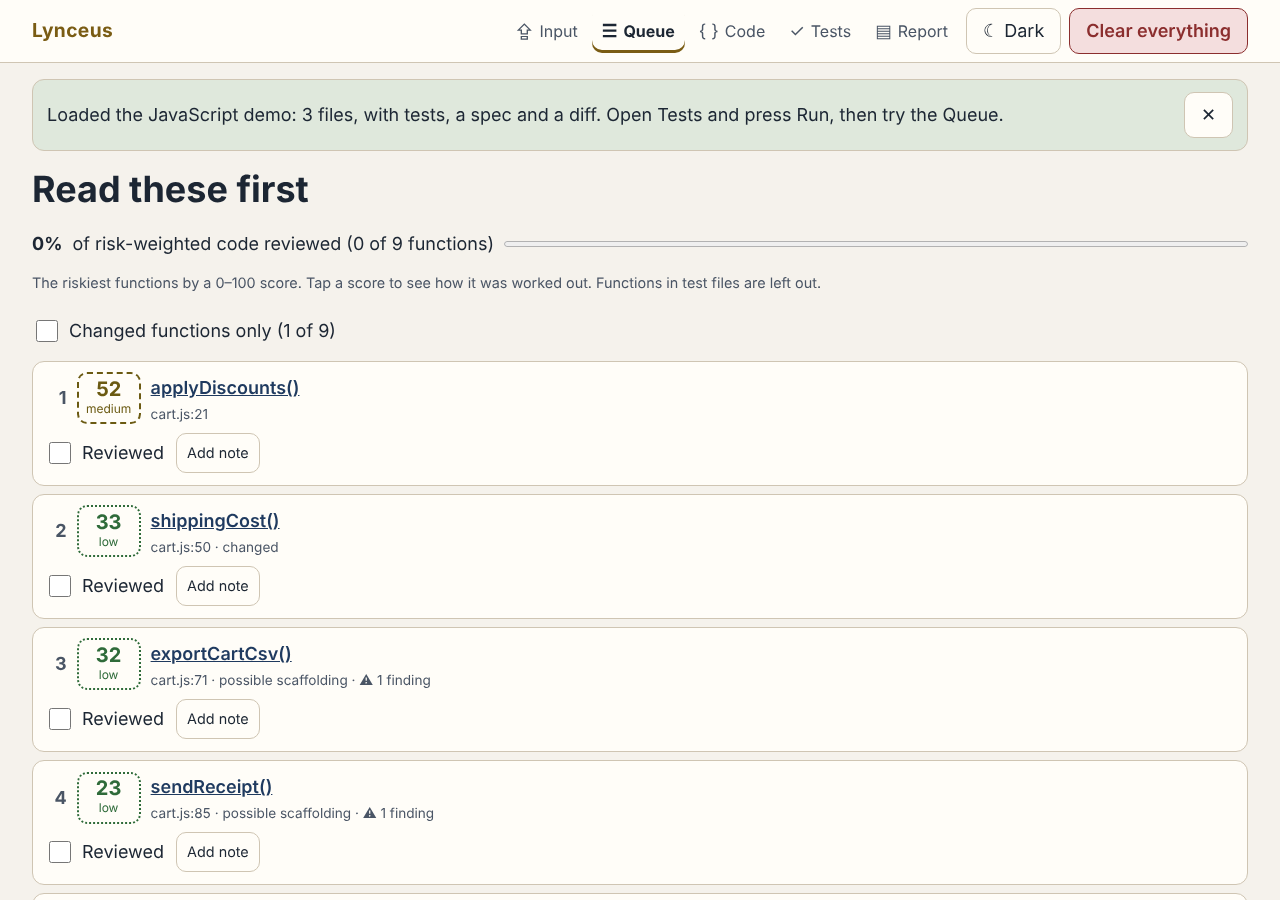 Lynceus
Input
Queue
{ } Code
Tests
Report
Dark
Clear everything
Loaded the JavaScript demo: 3 files, with tests, a spec and a diff. Open Tests and press Run, then try the Queue.
Read these first
0% of risk-weighted code reviewed (0 of 9 functions)
The riskiest functions by a 0–100 score. Tap a score to see how it was worked out. Functions in test files are left out.
Changed functions only (1 of 9)
1
52
medium
applyDiscounts()
cart.js:21
Reviewed
Add note
2
33
low
shippingCost()
cart.js:50 · changed
Reviewed
Add note
3
32
low
exportCartCsv()
cart.js:71 · possible scaffolding · ⚠ 1 finding
Reviewed
Add note
4
23
low
sendReceipt()
cart.js:85 · possible scaffolding · ⚠ 1 finding
Reviewed
Add note